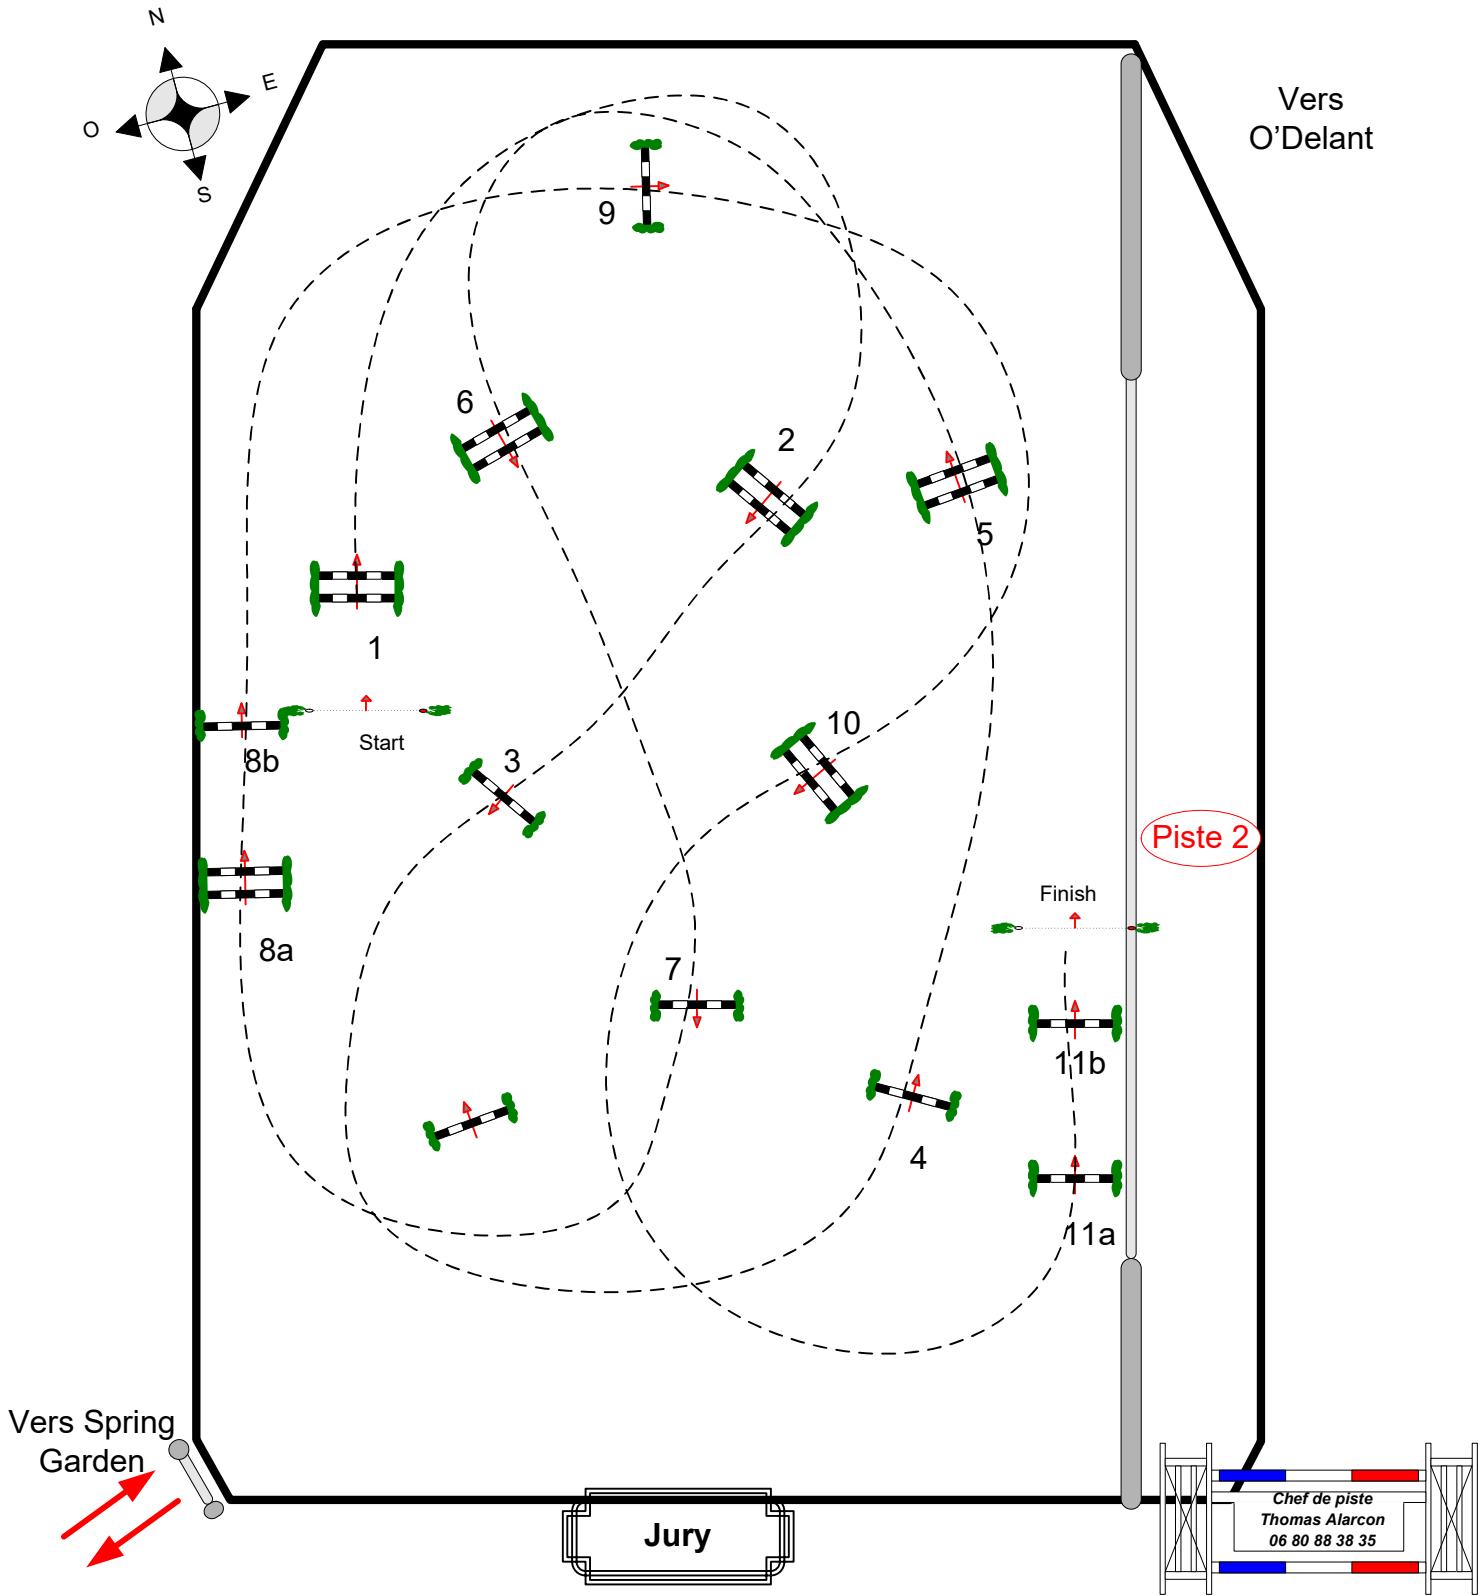 N
E
O
S
Vers
O'Delant
9
6
2
5
1
Start
8b
3
10
Piste 2
Finish
8a
7
11b
4
11a
Vers Spring
Garden
Jury
Chef de piste
Thomas Alarcon
06 80 88 38 35